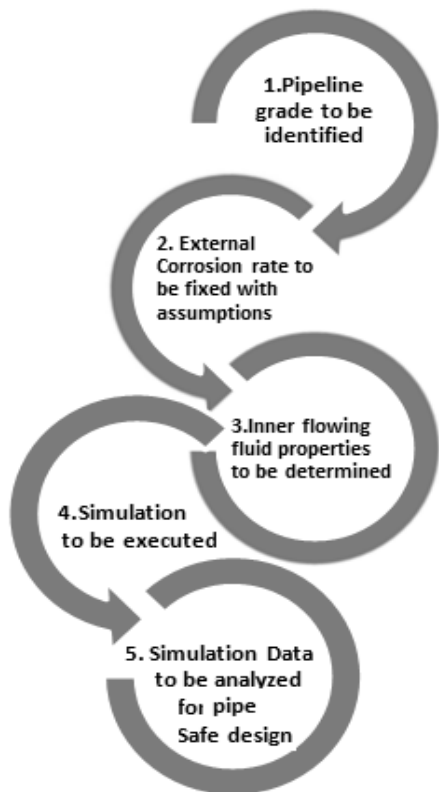 1.Pipeline
grade to be
identified
2. External
Corrosion rate to
be fixed with
assumptions
3.Inner flowing
fluid properties
to be determined
4.Simulation
to be executed
5. Simulation Data
to be analyzed
for pipe
Safe design